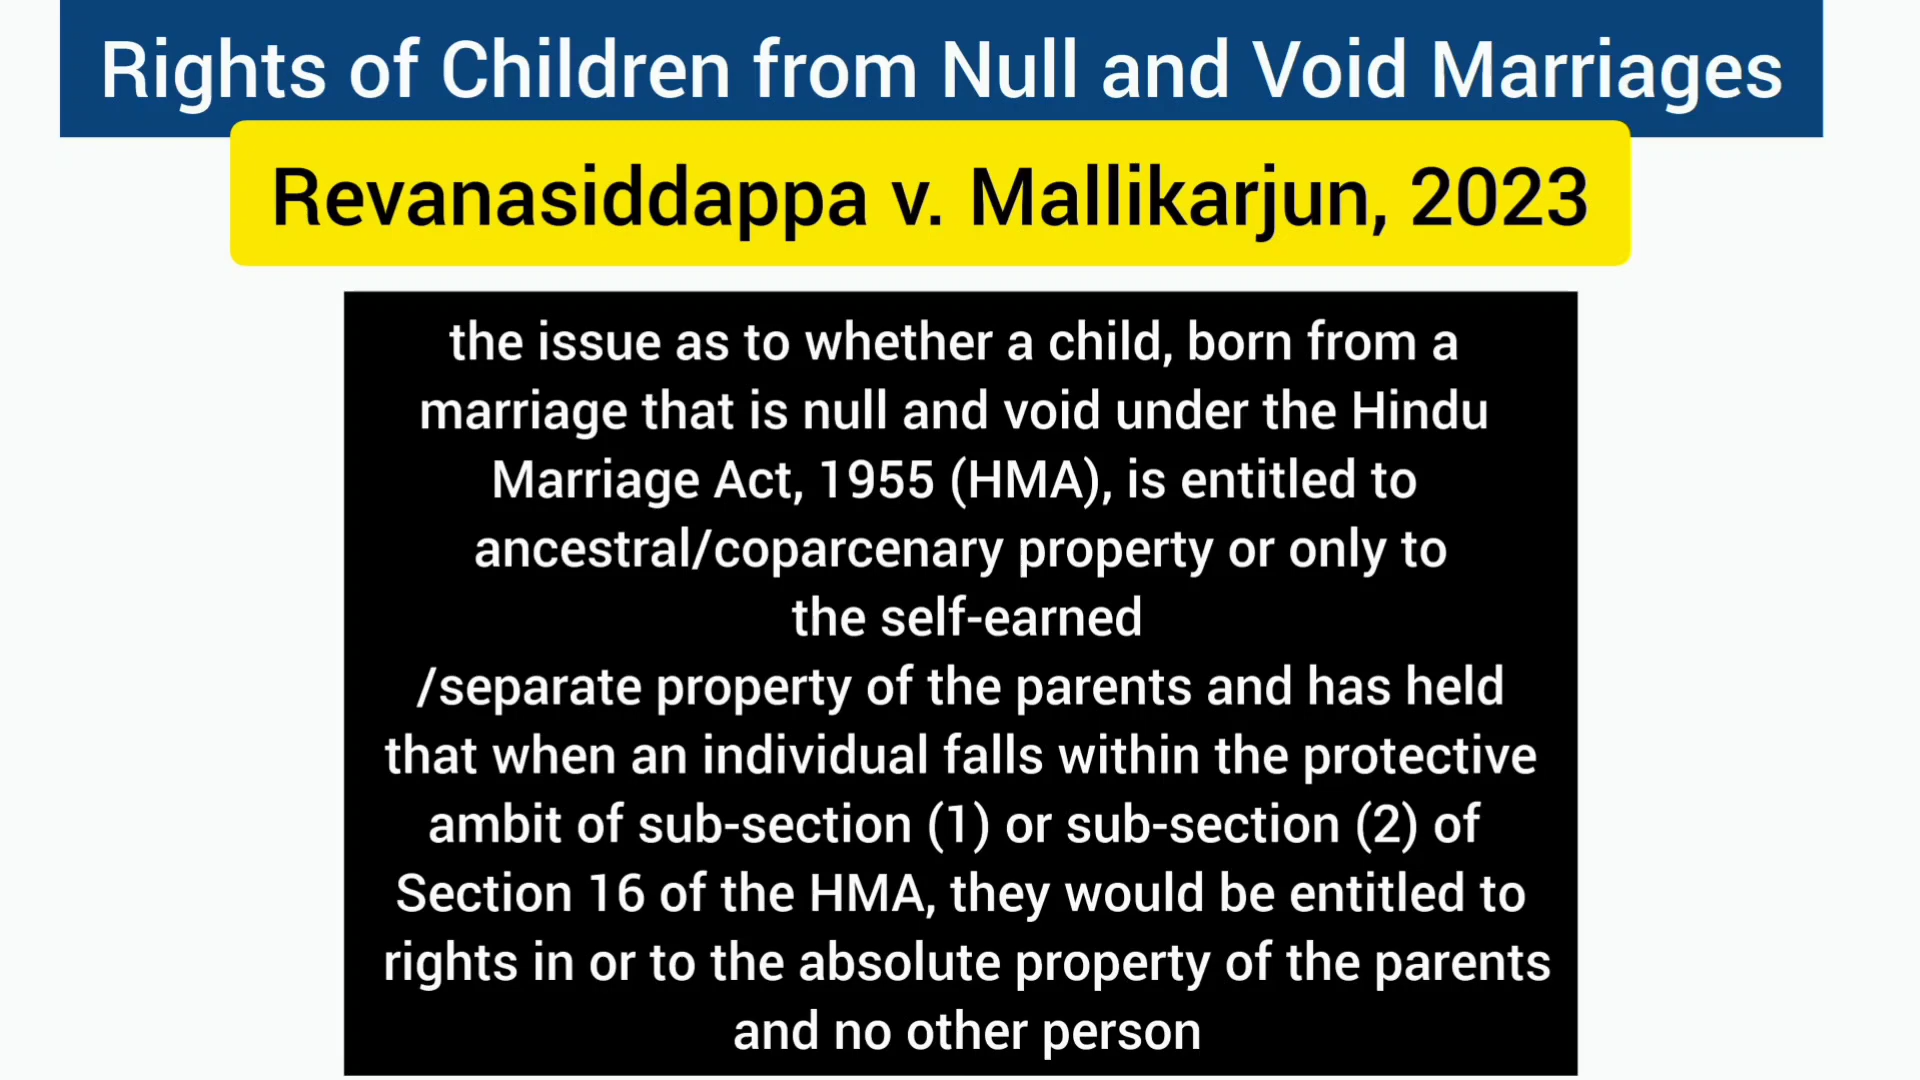 Rights of Children from Null and Void Marriages
Revanasiddappa v. Mallikarjun, 2023
the issue as to whether a child, born from a
marriage that is null and void under the Hindu
Marriage Act, 1955 (HMA), is entitled to
ancestral/coparcenary property or only to
the self-earned
/separate property of the parents and has held
that when an individual falls within the protective
ambit of sub-section (1) or sub-section (2) of
Section 16 of the HMA, they would be entitled to
rights in or to the absolute property of the parents
and no other person